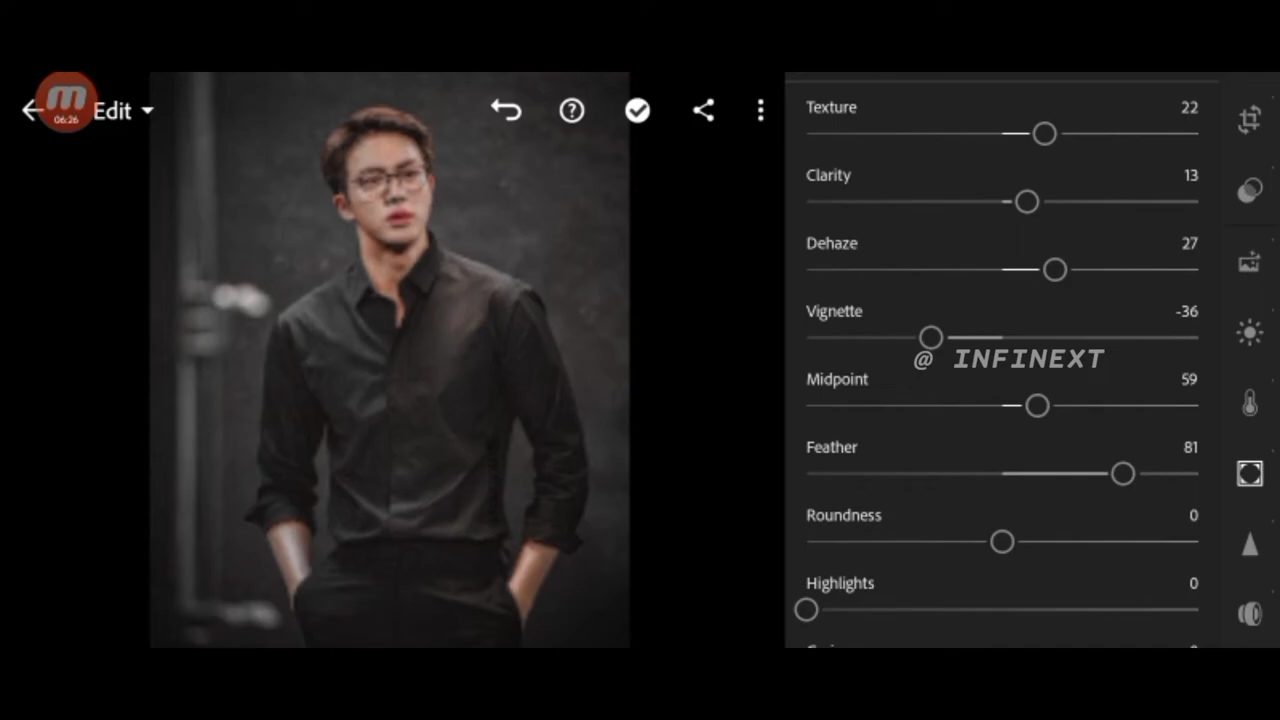 06:26
Edit
Texture 22
Clarity 13
Dehaze 27
Vignette -36
@ INFINEXT
Midpoint 59
Feather 81
Roundness 0
Highlights 0